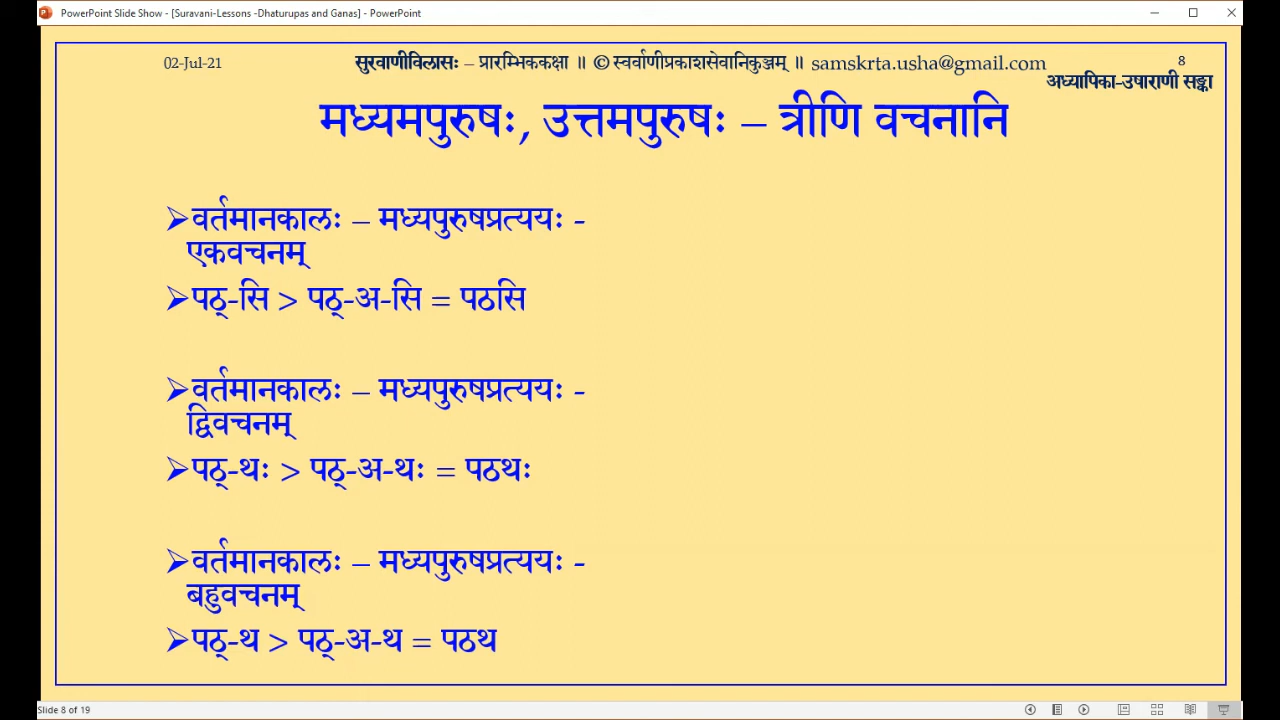 PowerPoint Slide Show - [Suravani-Lessons -Dhaturupas and Ganas] - PowerPoint
02-Jul-21 सुरवाणीविलासः – प्रारम्भिककक्षा ॥ © स्वर्वाणीप्रकाशसेवानिकुञ्जम् ॥ samskrta.usha@gmail.com 8
अध्यापिका-उषाराणी सङ्का
मध्यमपुरुषः, उत्तमपुरुषः – त्रीणि वचनानि
➢वर्तमानकालः – मध्यपुरुषप्रत्ययः -
एकवचनम्
➢पठ्-सि > पठ्-अ-सि = पठसि
➢वर्तमानकालः – मध्यपुरुषप्रत्ययः -
द्विवचनम्
➢पठ्-थः > पठ्-अ-थः = पठथः
➢वर्तमानकालः – मध्यपुरुषप्रत्ययः -
बहुवचनम्
➢पठ्-थ > पठ्-अ-थ = पठथ
Slide 8 of 19